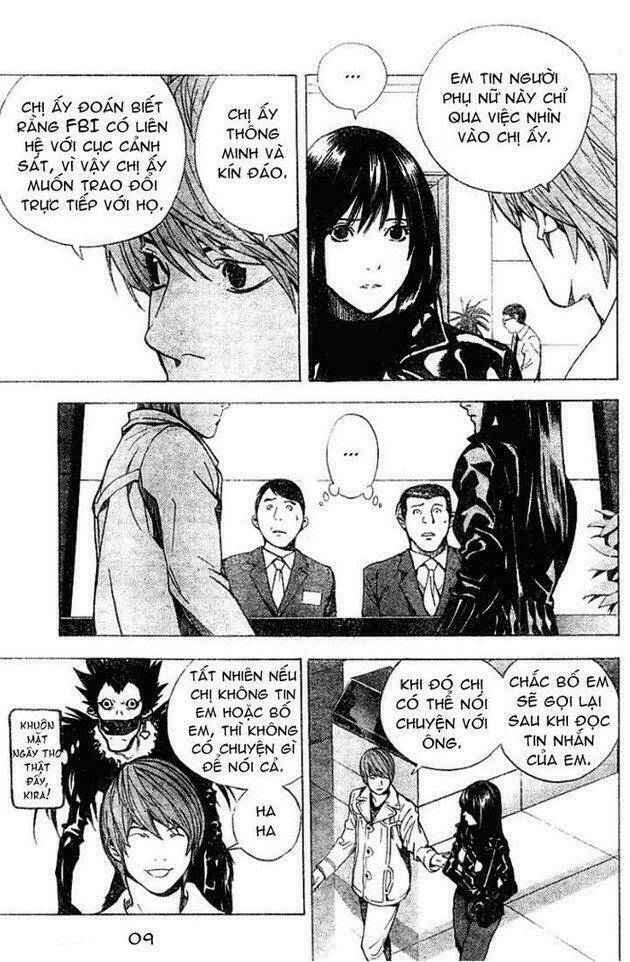 EM TIN NGƯỜI
PHỤ NỮ NÀY CHỈ
QUA VIỆC NHÌN
VÀO CHỊ ẤY.
...
CHỊ ẤY
THÔNG
MINH VÀ
KÍN ĐÁO.
CHỊ ẤY ĐOÁN BIẾT
RẰNG FBI CÓ LIÊN
HỆ VỚI CỤC CẢNH
SÁT, VÌ VẬY CHỊ ẤY
MUỐN TRAO ĐỔI
TRỰC TIẾP VỚI HỌ.
...
CHẮC BỐ EM
SẼ GỌI LẠI
SAU KHI ĐỌC
TIN NHẮN
CỦA EM.
KHI ĐÓ CHỊ
CÓ THỂ NÓI
CHUYỆN VỚI
ÔNG.
TẤT NHIÊN NẾU
CHỊ KHÔNG TIN
EM HOẶC BỐ
EM, THÌ KHÔNG
CÓ CHUYỆN GÌ
ĐỂ NÓI CẢ.
HA
HA
KHUÔN
MẶT
NGÂY THƠ
THẬT
ĐẤY,
KIRA!
09